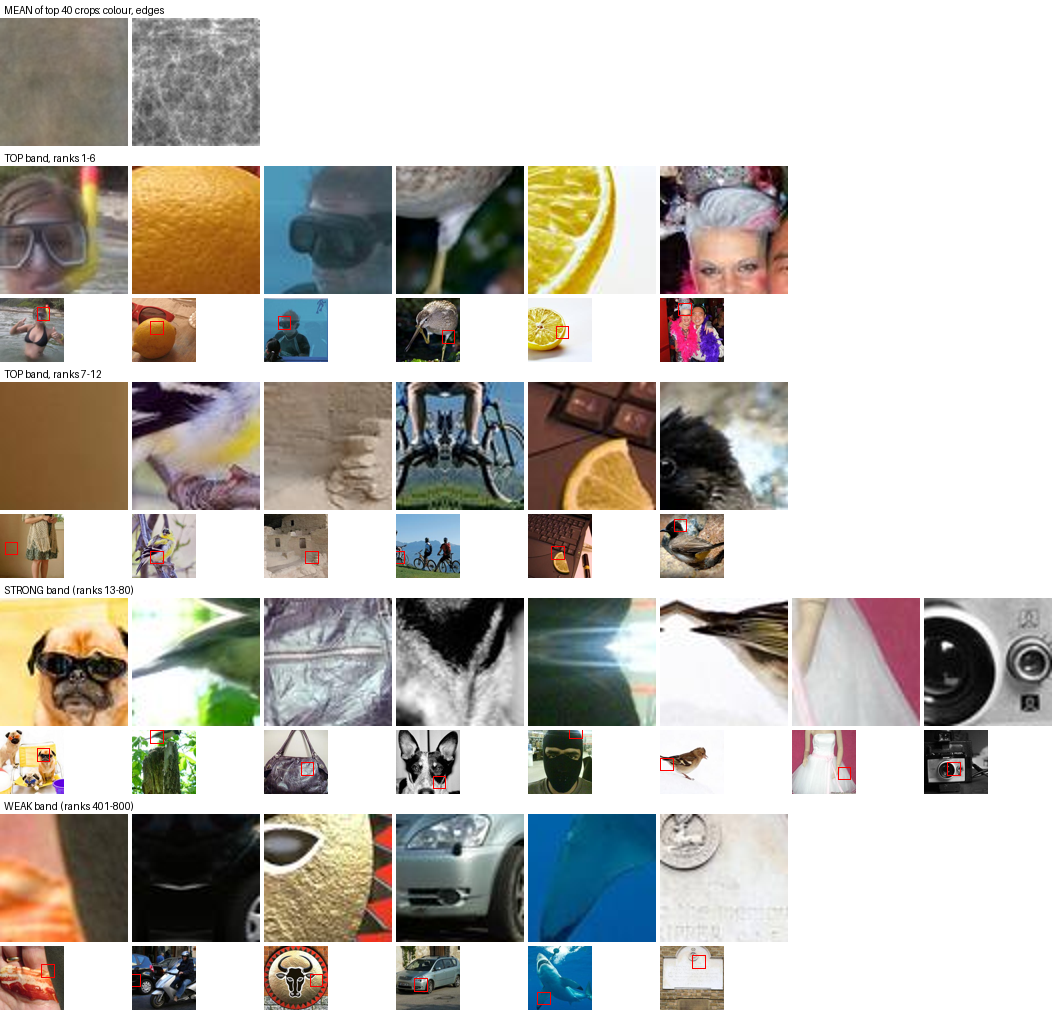 MEAN of top 40 crops: colour, edges
TOP band, ranks 1-6
TOP band, ranks 7-12
STRONG band (ranks 13-80)
WEAK band (ranks 401-800)